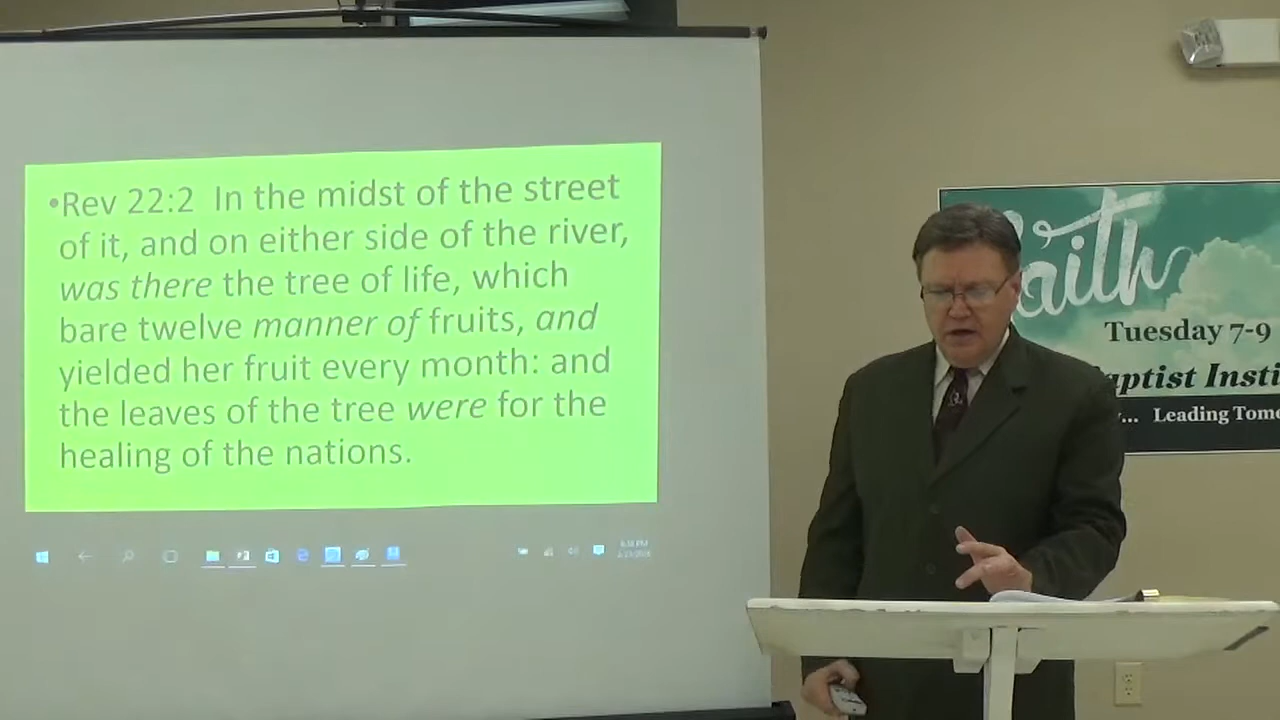 •Rev 22:2 In the midst of the street
of it, and on either side of the river,
was there the tree of life, which
bare twelve manner of fruits, and
yielded her fruit every month: and
the leaves of the tree were for the
healing of the nations.
faith
Tuesday 7-9
aptist Insti
... Leading Tomo